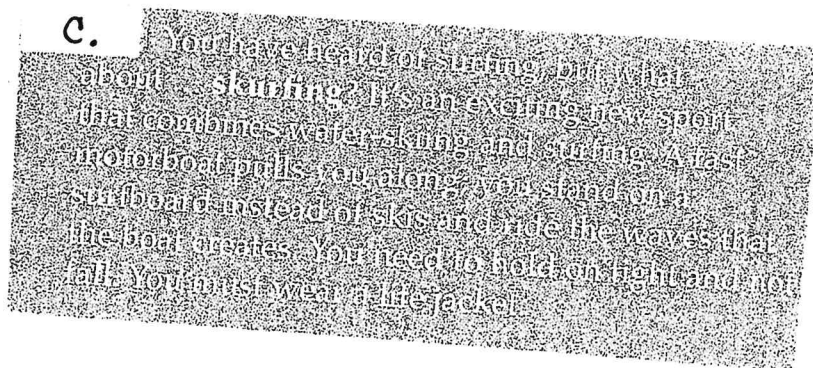 C.
You have heard of surfing, but what
about skurfing? It's an exciting new sport
that combines water-skiing and surfing. A fast
motorboat pulls you along, you stand on a
surfboard instead of skis and ride the waves that
the boat creates. You need to hold on tight and not
fall. You must wear a life jacket.